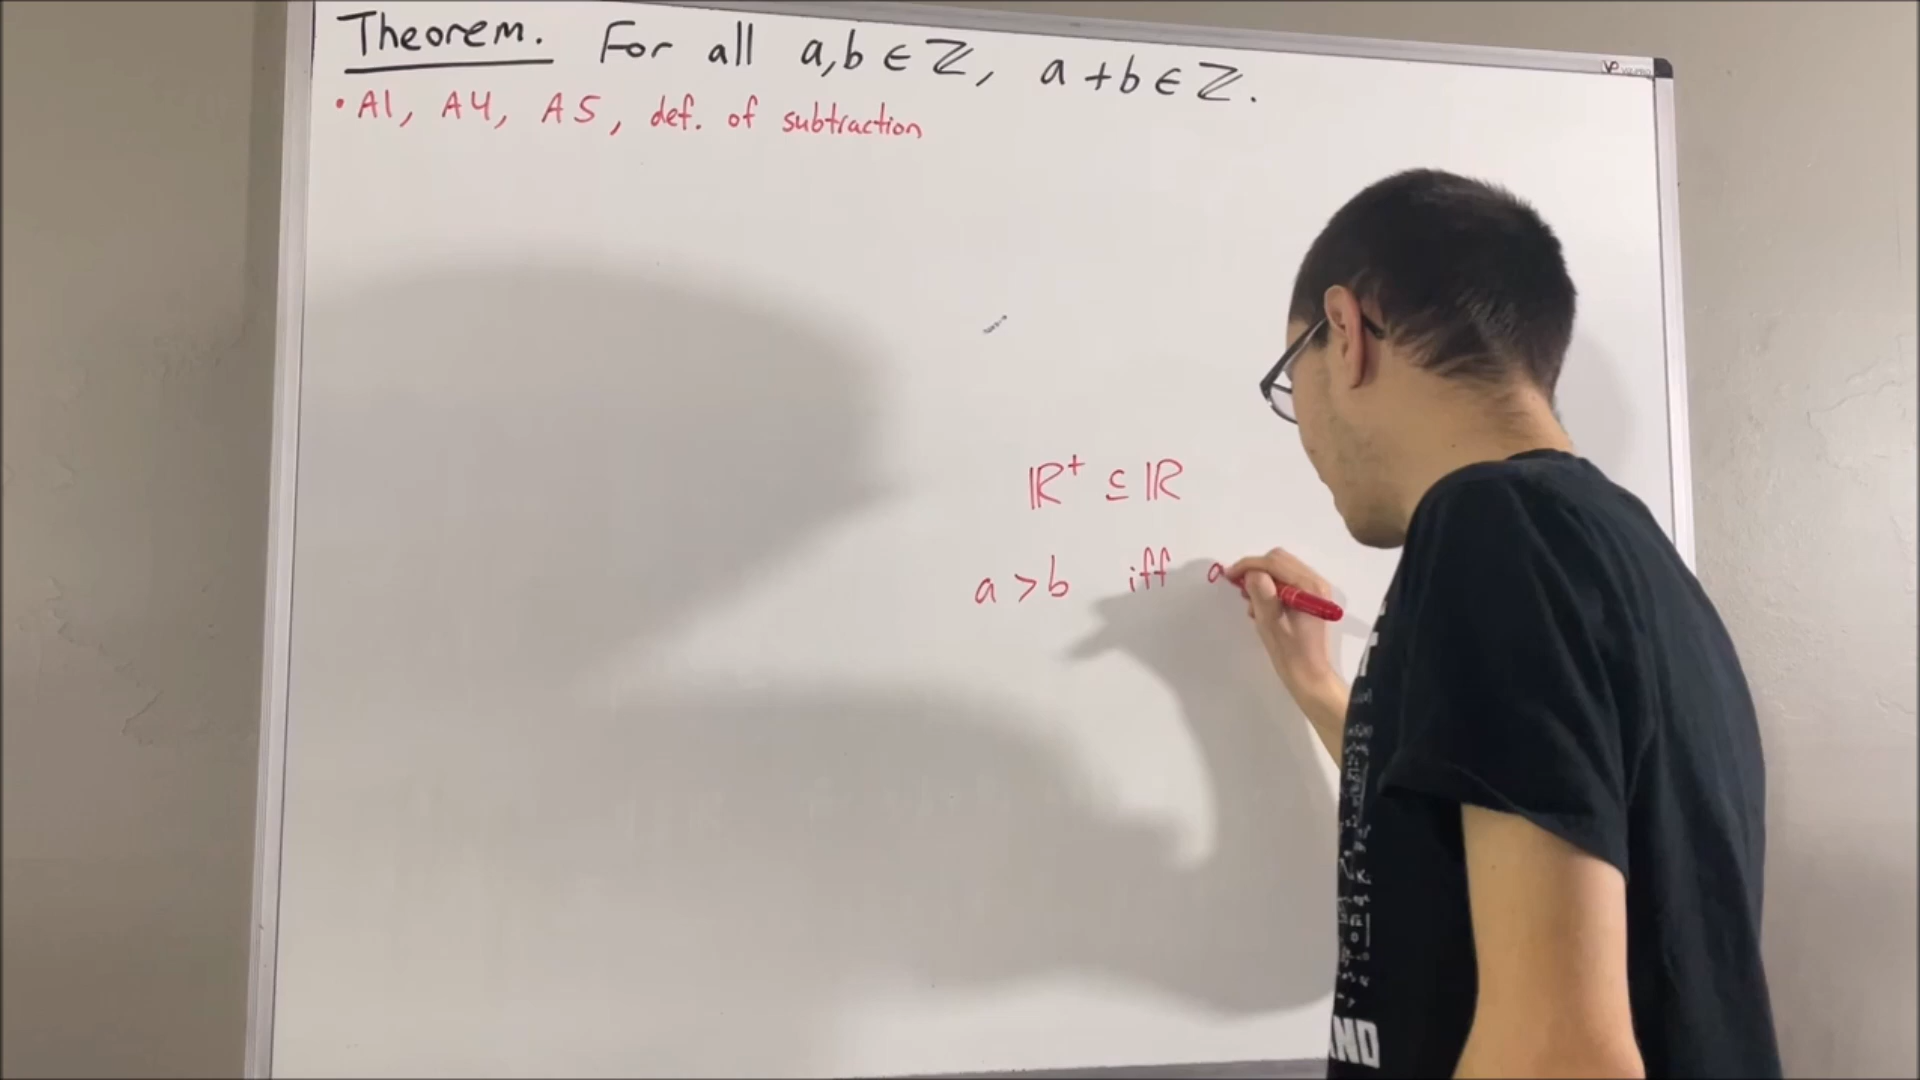 Theorem. For all a,b ∈ ℤ, a+b ∈ ℤ.
• A1, A4, A5, def. of subtraction
ℝ⁺ ⊆ ℝ
a > b iff a